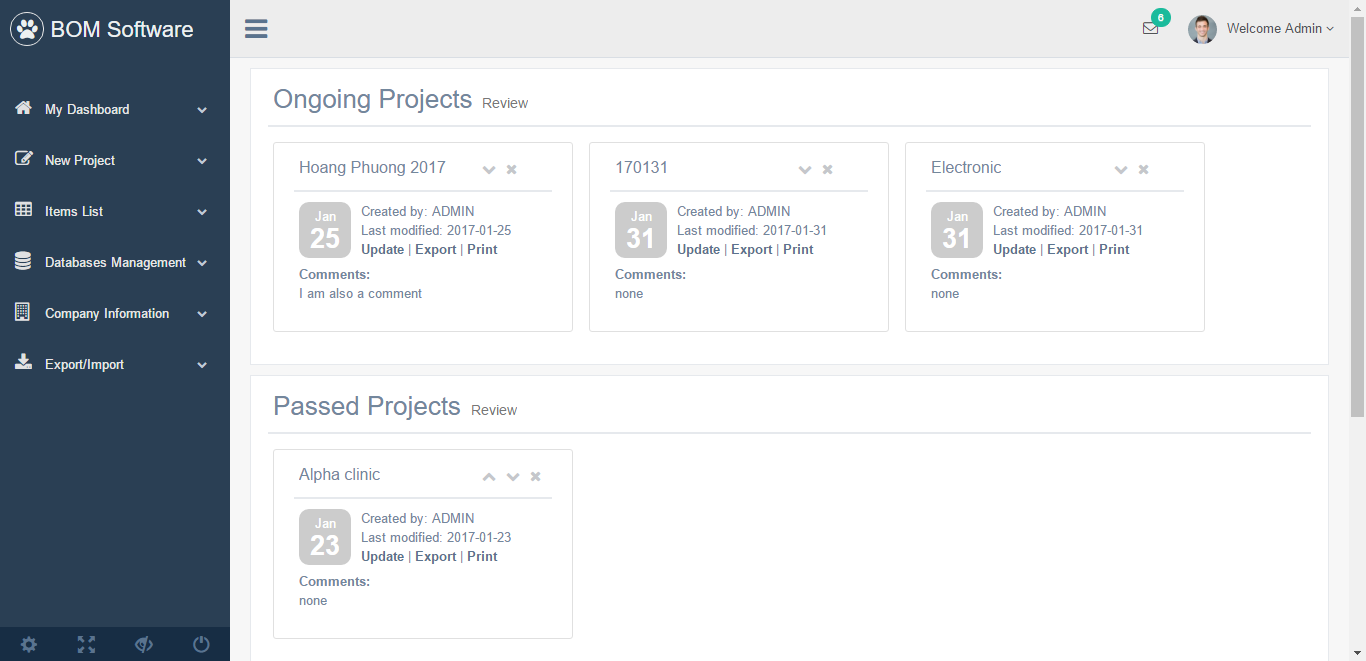 BOM Software
6
Welcome Admin
My Dashboard
New Project
Items List
Databases Management
Company Information
Export/Import
Ongoing Projects Review
Hoang Phuong 2017
Jan
25
Created by: ADMIN
Last modified: 2017-01-25
Update | Export | Print
Comments:
I am also a comment
170131
Jan
31
Created by: ADMIN
Last modified: 2017-01-31
Update | Export | Print
Comments:
none
Electronic
Jan
31
Created by: ADMIN
Last modified: 2017-01-31
Update | Export | Print
Comments:
none
Passed Projects Review
Alpha clinic
Jan
23
Created by: ADMIN
Last modified: 2017-01-23
Update | Export | Print
Comments:
none